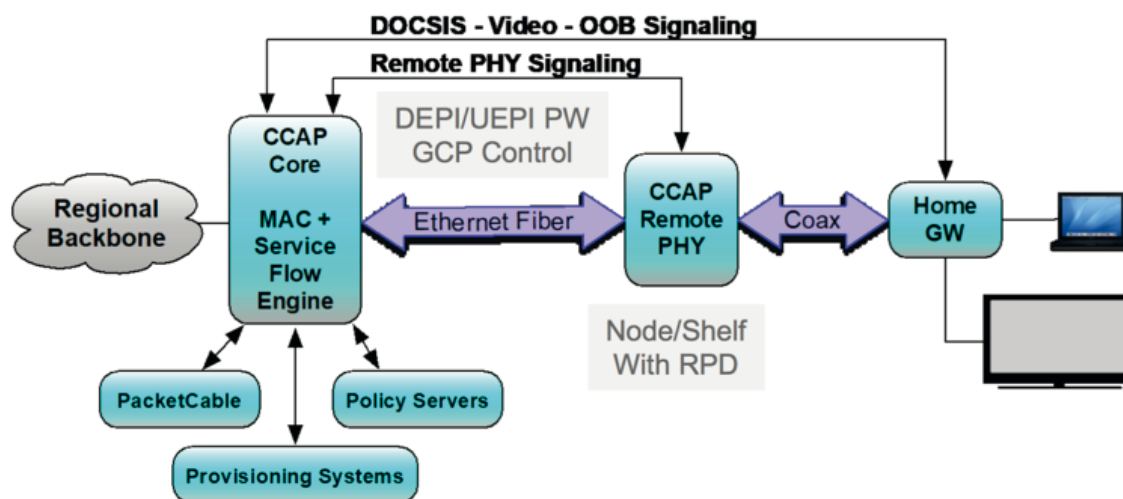 DOCSIS - Video - OOB Signaling
Remote PHY Signaling
DEPI/UEPI PW
GCP Control
CCAP
Core
MAC +
Service
Flow
Engine
Regional
Backbone
Ethernet Fiber
CCAP
Remote
PHY
Coax
Home
GW
Node/Shelf
With RPD
PacketCable
Policy Servers
Provisioning Systems